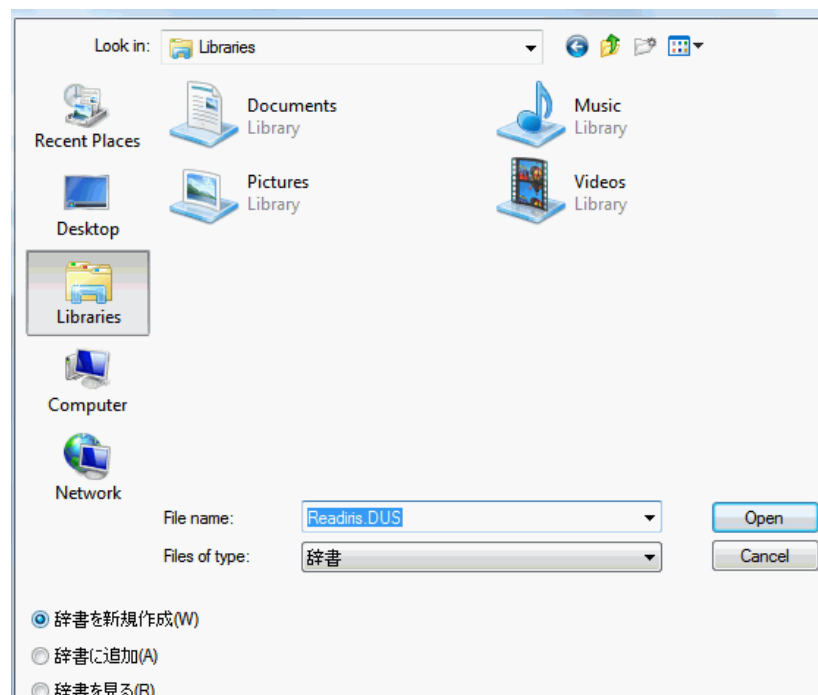 Look in:
Libraries
Recent Places
Desktop
Libraries
Computer
Network
Documents
Library
Music
Library
Pictures
Library
Videos
Library
File name:
Readiris.DUS
Open
Files of type:
辞書
Cancel
辞書を新規作成(W)
辞書に追加(A)
辞書を見る(R)